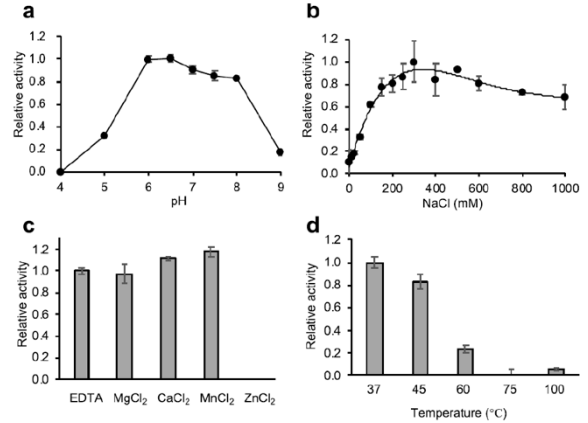 a
Relative activity
1.2
1.0
0.8
0.6
0.4
0.2
0.0
4 5 6 7 8 9
pH
b
Relative activity
1.2
1.0
0.8
0.6
0.4
0.2
0.0
0 200 400 600 800 1000
NaCl (mM)
c
Relative activity
1.4
1.2
1.0
0.8
0.6
0.4
0.2
0.0
EDTA MgCl₂ CaCl₂ MnCl₂ ZnCl₂
d
Relative activity
1.2
1.0
0.8
0.6
0.4
0.2
0.0
37 45 60 75 100
Temperature (°C)